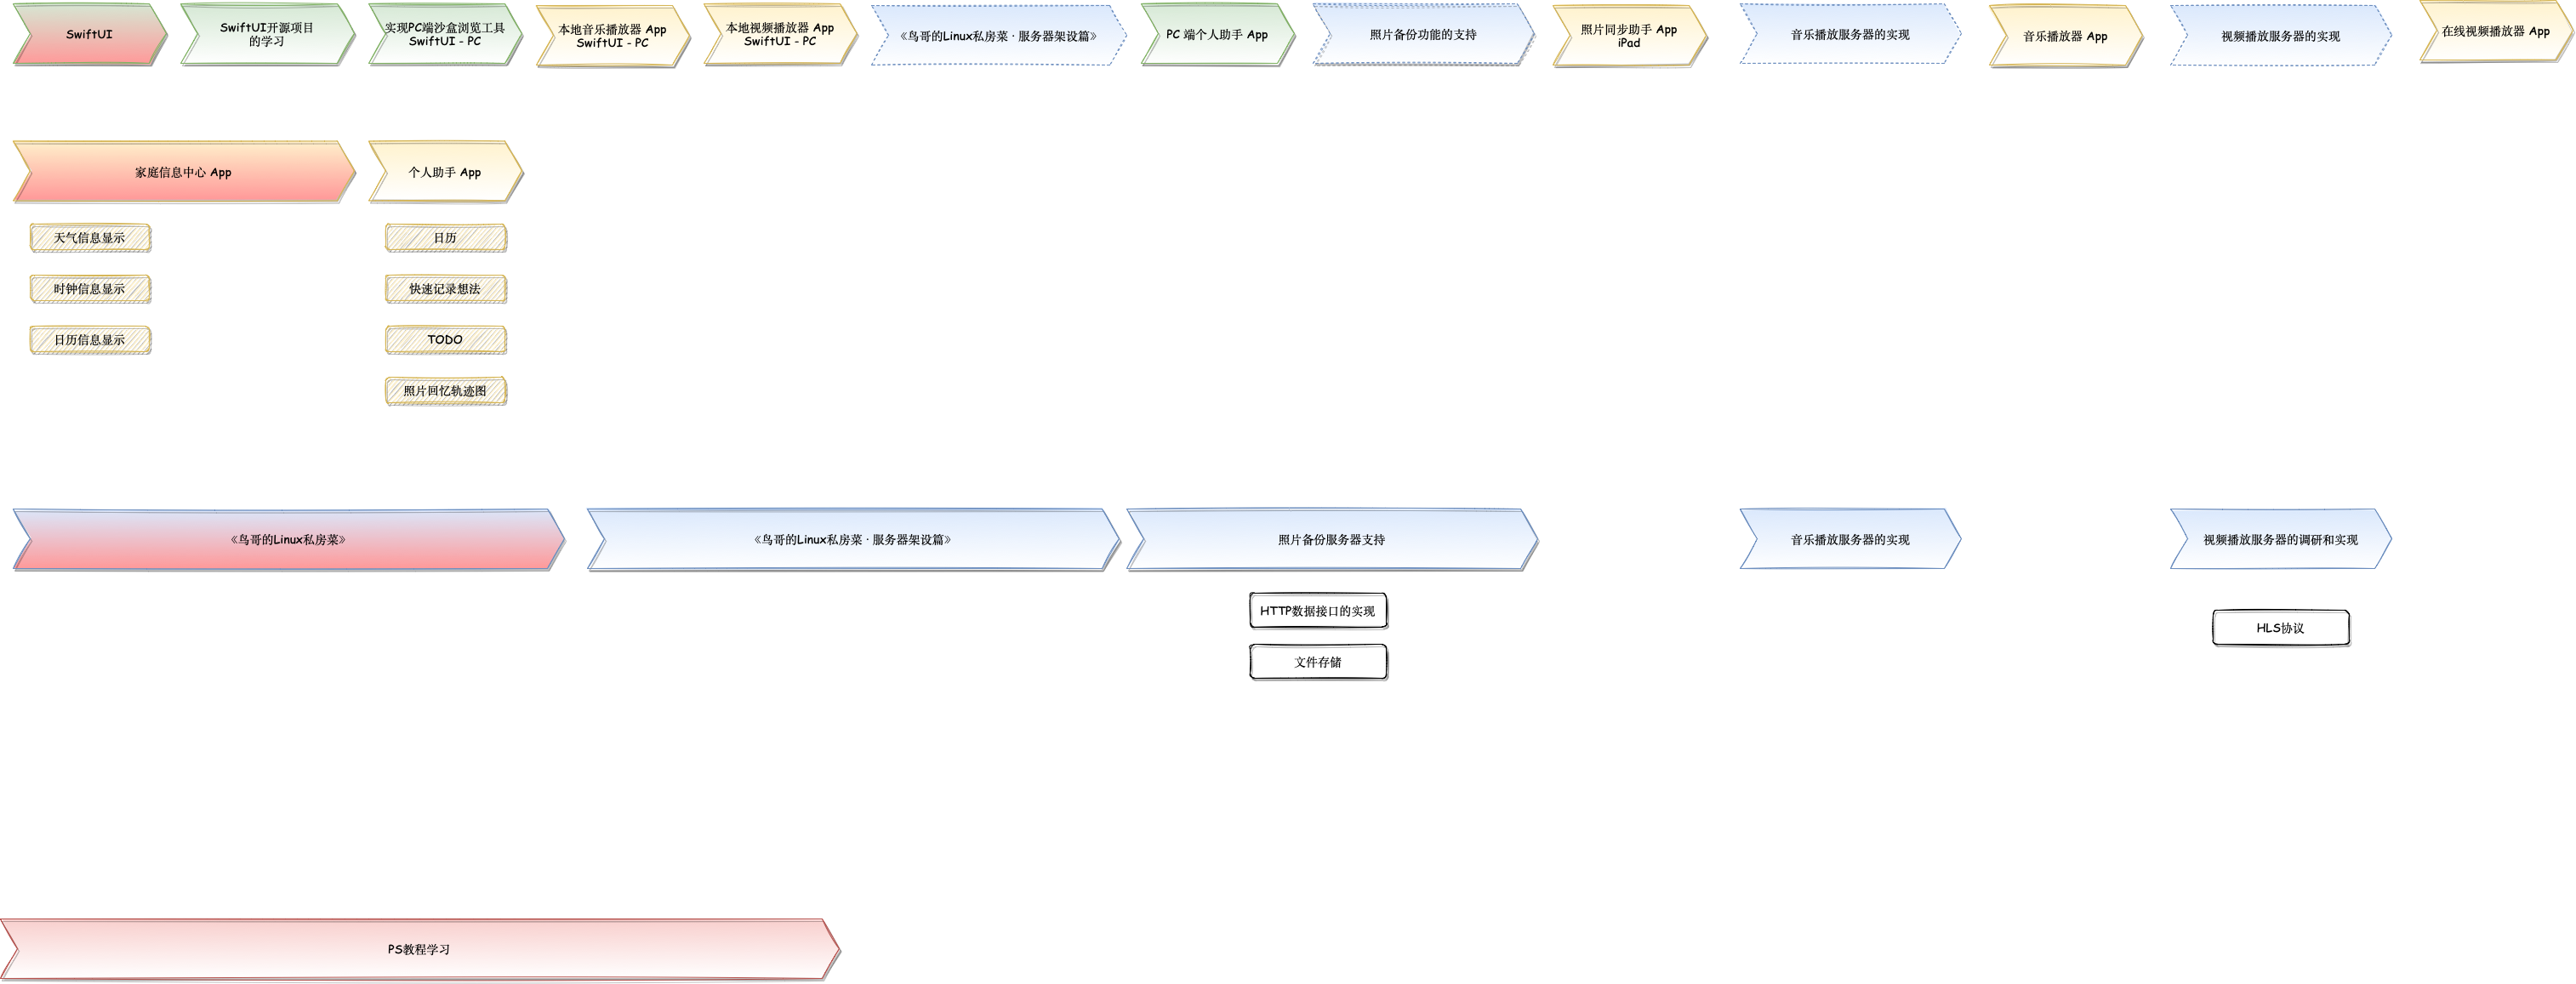 SwiftUI
SwiftUI开源项目
的学习
实现PC端沙盒浏览工具
SwiftUI - PC
本地音乐播放器 App
SwiftUI - PC
本地视频播放器 App
SwiftUI - PC
《鸟哥的Linux私房菜 · 服务器架设篇》
PC 端个人助手 App
照片备份功能的支持
照片同步助手 App
iPad
音乐播放服务器的实现
音乐播放器 App
视频播放服务器的实现
在线视频播放器 App
家庭信息中心 App
个人助手 App
天气信息显示
日历
时钟信息显示
快速记录想法
日历信息显示
TODO
照片回忆轨迹图
《鸟哥的Linux私房菜》
《鸟哥的Linux私房菜 · 服务器架设篇》
照片备份服务器支持
音乐播放服务器的实现
视频播放服务器的调研和实现
HTTP数据接口的实现
HLS协议
文件存储
PS教程学习